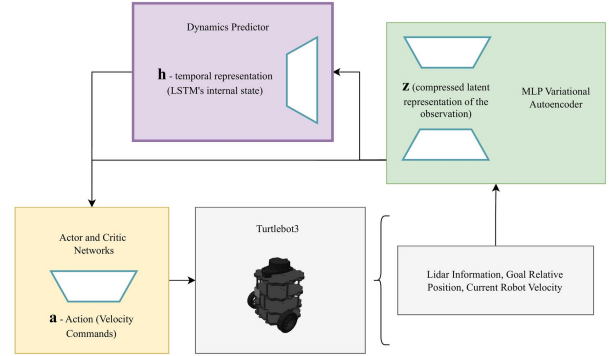 Dynamics Predictor
h - temporal representation
(LSTM's internal state)
z (compressed latent
representation of the
observation)
MLP Variational
Autoencoder
Actor and Critic
Networks
a - Action (Velocity
Commands)
Turtlebot3
Lidar Information, Goal Relative
Position, Current Robot Velocity